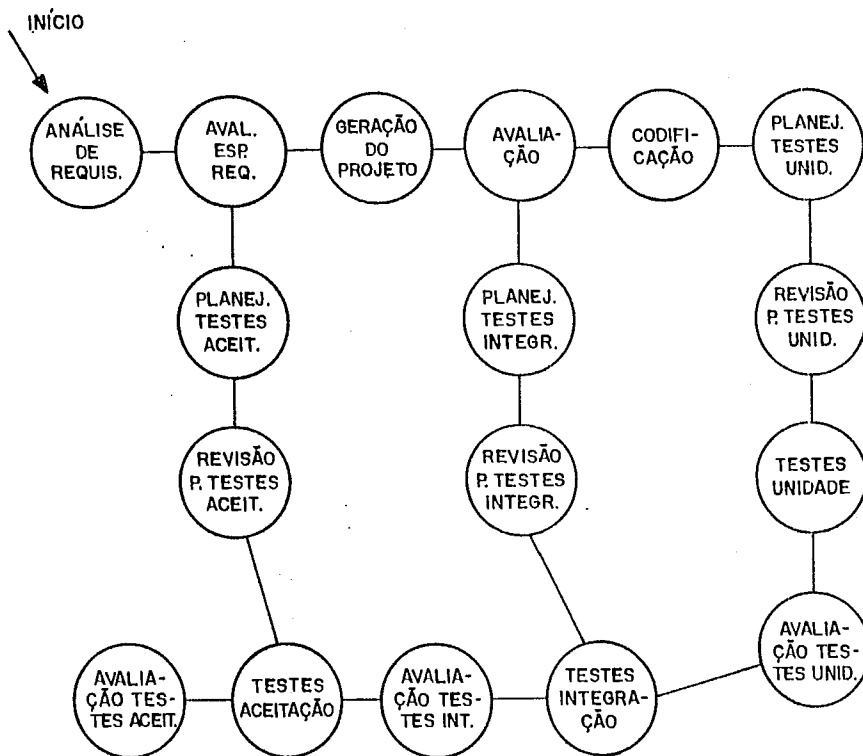 INÍCIO
ANÁLISE
DE
REQUIS.
AVAL.
ESP.
REQ.
GERAÇÃO
DO
PROJETO
AVALIA-
ÇÃO
CODIFI-
CAÇÃO
PLANEJ.
TESTES
UNID.
PLANEJ.
TESTES
ACEIT.
PLANEJ.
TESTES
INTEGR.
REVISÃO
P. TESTES
UNID.
REVISÃO
P. TESTES
ACEIT.
REVISÃO
P. TESTES
INTEGR.
TESTES
UNIDADE
AVALIA-
ÇÃO TES-
TES ACEIT.
TESTES
ACEITAÇÃO
AVALIA-
ÇÃO TES-
TES INT.
TESTES
INTEGRA-
ÇÃO
AVALIA-
ÇÃO TES-
TES UNID.